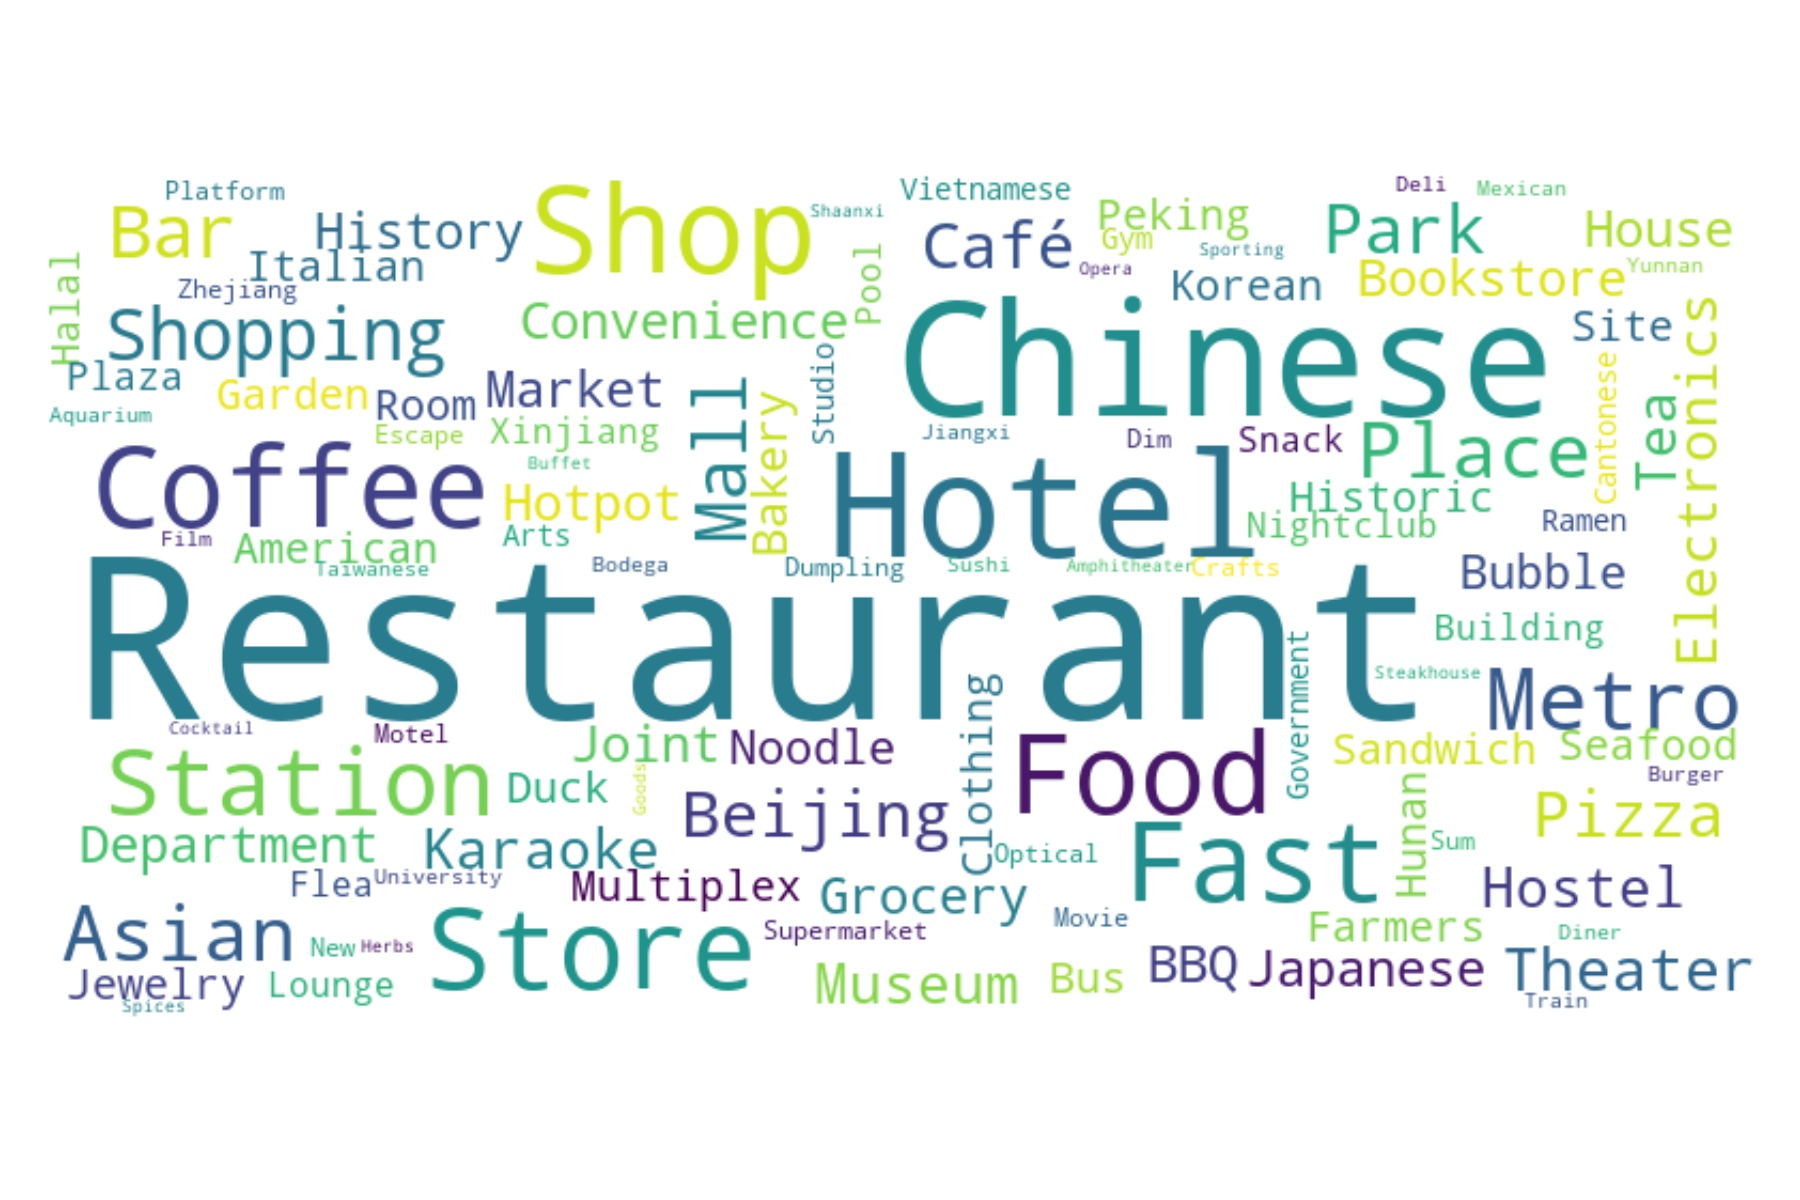 Platform
Shop
Vietnamese
Deli
Mexican
Bar
History
Shaanxi
Café
Peking
Park
House
Italian
Gym
Sporting
Halal
Zhejiang
Pool
Opera
Korean
Bookstore
Yunnan
Shopping
Convenience
Chinese
Site
Plaza
Garden
Room
Market
Mall
Bakery
Studio
Cantonese
Tea
Electronics
Aquarium
Escape
Xinjiang
Jiangxi
Dim
Snack
Place
Coffee
Buffet
Hotpot
Hotel
Historic
Film
American
Arts
Nightclub
Ramen
Taiwanese
Bodega
Dumpling
Sushi
Amphitheater
Crafts
Bubble
Restaurant
Government
Building
Steakhouse
Metro
Cocktail
Motel
Joint
Noodle
Clothing
Food
Sandwich
Seafood
Station
Duck
Goods
Beijing
Hunan
Burger
Pizza
Department
Karaoke
Optical
Fast
Sum
Flea
University
Multiplex
Grocery
Hostel
Asian
New
Herbs
Store
Supermarket
Movie
Farmers
Diner
Jewelry
Lounge
Museum
Bus
BBQ
Japanese
Theater
Spices
Train